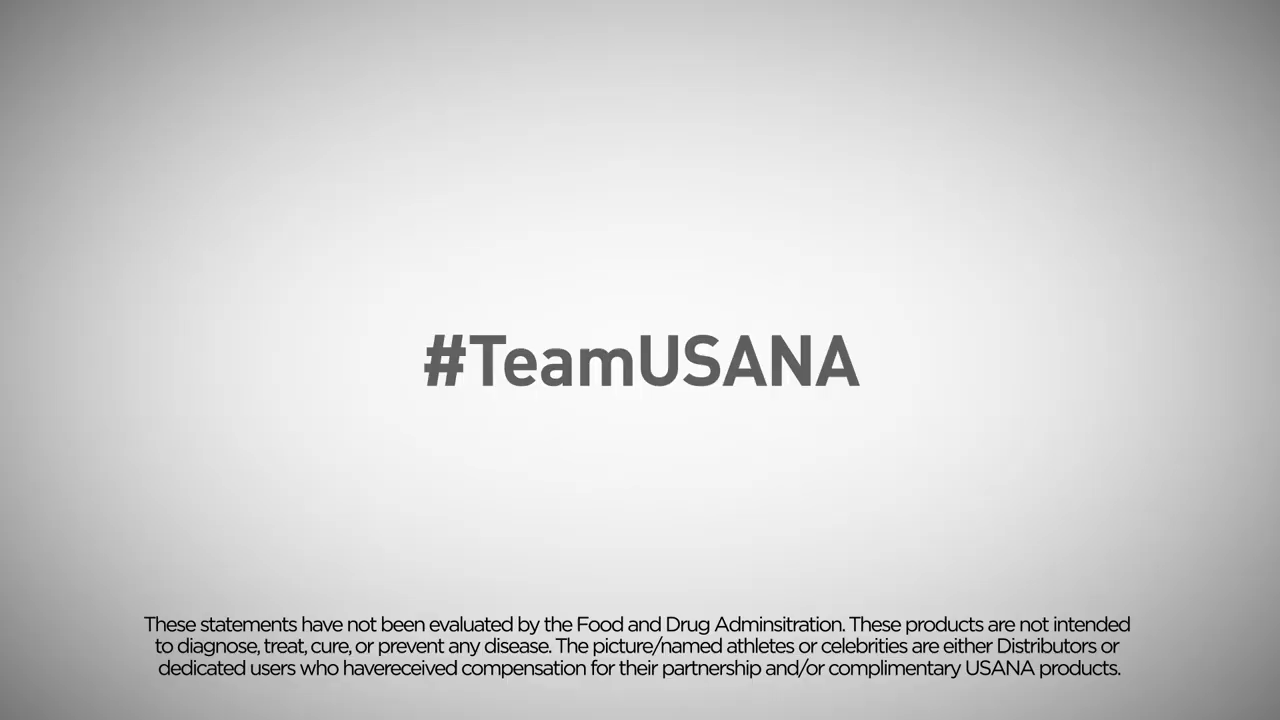 #TeamUSANA
These statements have not been evaluated by the Food and Drug Adminsitration. These products are not intended
to diagnose, treat, cure, or prevent any disease. The picture/named athletes or celebrities are either Distributors or
dedicated users who havereceived compensation for their partnership and/or complimentary USANA products.